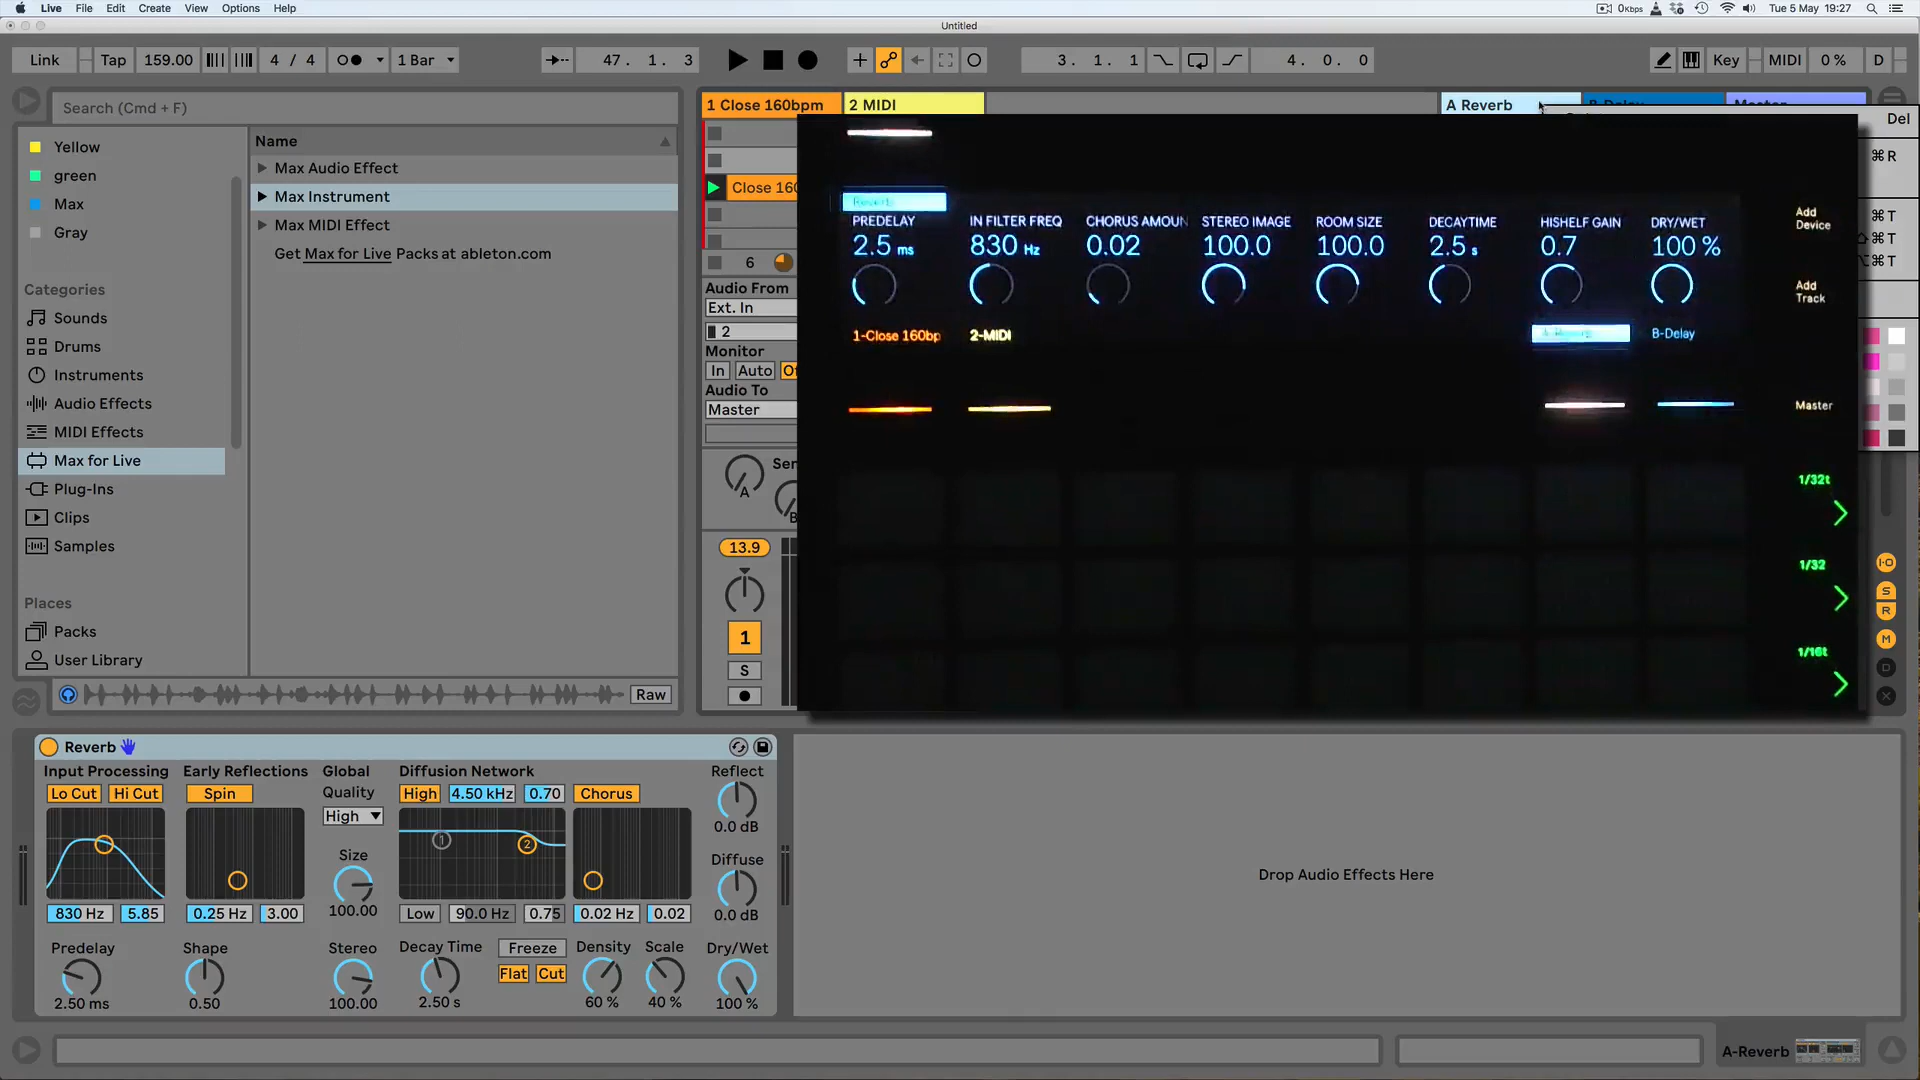 Live File Edit Create View Options Help
0Kbps Tue 5 May 19:27
Untitled
Link Tap 159.00 4 / 4 1 Bar 47. 1. 3 3. 1. 1 4. 0. 0 Key MIDI 0 % D
Search (Cmd + F)
1 Close 160bpm 2 MIDI A Reverb B Delay Master
Del
Yellow
green
Max
Gray
Categories
Sounds
Drums
Instruments
Audio Effects
MIDI Effects
Max for Live
Plug-Ins
Clips
Samples
Places
Packs
User Library
Name
Max Audio Effect
Max Instrument
Max MIDI Effect
Get Max for Live Packs at ableton.com
Raw
Close 160
6
Audio From
Ext. In
2
Monitor
In Auto
Audio To
Master
A
B
13.9
1
S
Reverb
PREDELAY IN FILTER FREQ CHORUS AMOUN STEREO IMAGE ROOM SIZE DECAYTIME HISHELF GAIN DRY/WET
2.5 ms 830 Hz 0.02 100.0 100.0 2.5 s 0.7 100 %
1-Close 160bp 2-MIDI A-Reverb B-Delay
Add
Device
Add
Track
Master
1/32t
1/32
1/16t
⌘ R
⌘ T
⌘ T
⌥⌘ T
I·O
S
R
M
D
X
Reverb
Input Processing Early Reflections Global Diffusion Network Reflect
Lo Cut Hi Cut Spin Quality High 4.50 kHz 0.70 Chorus
High
0.0 dB
1 2
Size
Diffuse
100.00
830 Hz 5.85 0.25 Hz 3.00 Low 90.0 Hz 0.75 0.02 Hz 0.02 0.0 dB
Predelay Shape Stereo Decay Time Freeze Density Scale Dry/Wet
Flat Cut
2.50 ms 0.50 100.00 2.50 s 60 % 40 % 100 %
Drop Audio Effects Here
A-Reverb